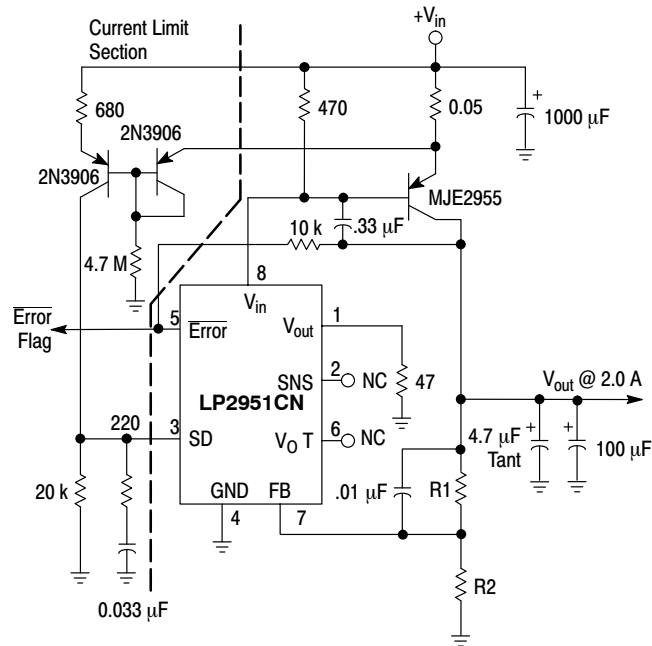 Current Limit
Section
+Vin
680
470
0.05
1000 µF
+
2N3906
2N3906
MJE2955
10 k
.33 µF
4.7 M
8
Vin
Error
Flag
5
Error
Vout
1
SNS
2
NC
47
LP2951CN
Vout @ 2.0 A
220
3
SD
VO T
6
NC
4.7 µF
Tant
+
+
100 µF
20 k
GND
FB
.01 µF
R1
4
7
R2
0.033 µF